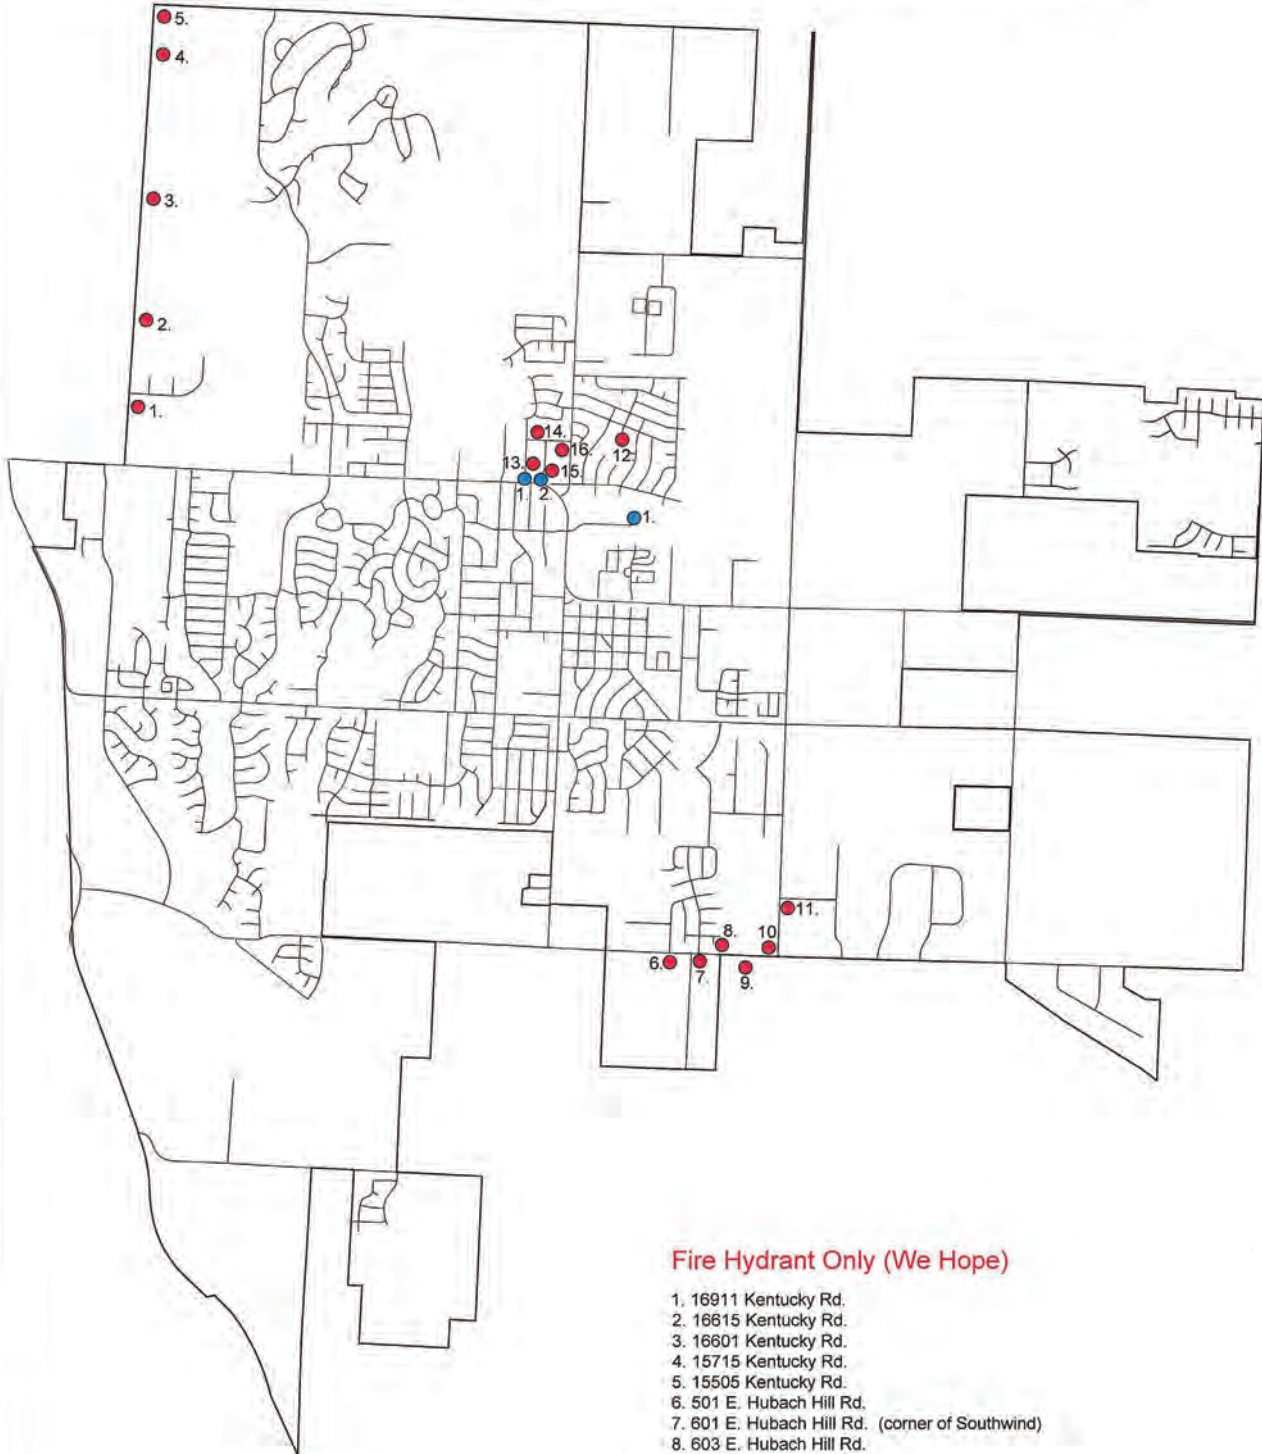 5.
4.
3.
2.
1.
14.
16.
12.
13.
15.
1.
2.
1.
11.
8.
10
6.
7.
9.
Fire Hydrant Only (We Hope)
1. 16911 Kentucky Rd.
2. 16615 Kentucky Rd.
3. 16601 Kentucky Rd.
4. 15715 Kentucky Rd.
5. 15505 Kentucky Rd.
6. 501 E. Hubach Hill Rd.
7. 601 E. Hubach Hill Rd. (corner of Southwind)
8. 603 E. Hubach Hill Rd.